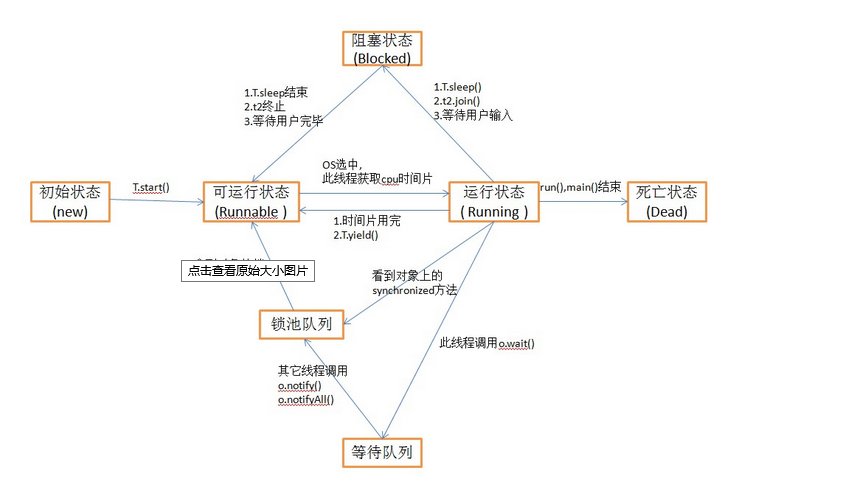 阻塞状态
(Blocked)
1.T.sleep结束
2.t2终止
3.等待用户完毕
1.T.sleep()
2.t2.join()
3.等待用户输入
初始状态
(new)
T.start()
可运行状态
(Runnable )
OS选中,
此线程获取cpu时间片
1.时间片用完
2.T.yield()
运行状态
( Running )
run(),main()结束
死亡状态
(Dead)
点击查看原始大小图片
看到对象上的
synchronized方法
锁池队列
此线程调用o.wait()
其它线程调用
o.notify()
o.notifyAll()
等待队列